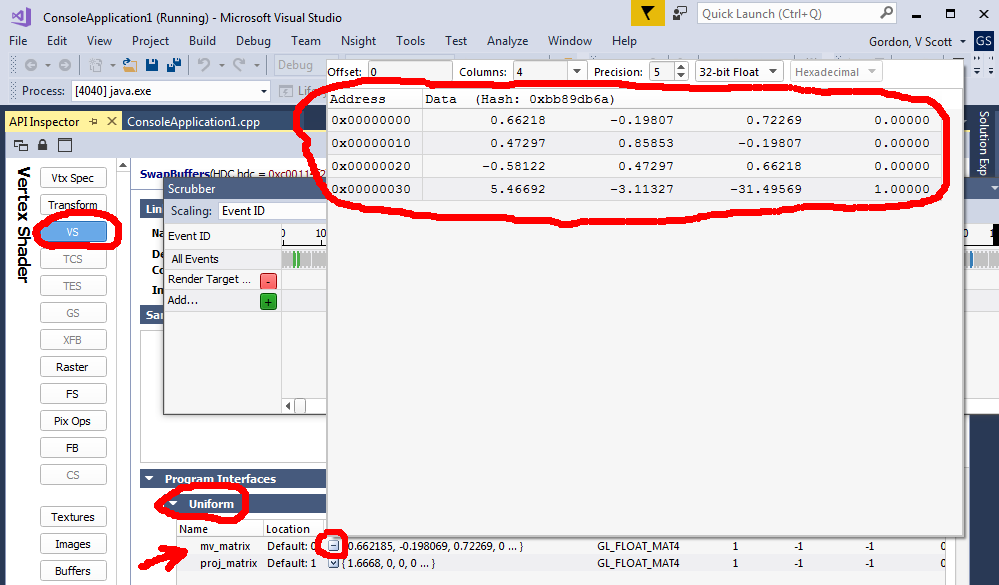 ConsoleApplication1 (Running) - Microsoft Visual Studio
Quick Launch (Ctrl+Q)
File Edit View Project Build Debug Team Nsight Tools Test Analyze Window Help
Gordon, V Scott GS
Debug
Offset: 0 Columns: 4 Precision: 5 32-bit Float Hexadecimal
Process: [4040] java.exe
API Inspector ConsoleApplication1.cpp
Address Data (Hash: 0xbb89db6a)
0x00000000 0.66218 -0.19807 0.72269 0.00000
0x00000010 0.47297 0.85853 -0.19807 0.00000
0x00000020 -0.58122 0.47297 0.66218 0.00000
0x00000030 5.46692 -3.11327 -31.49569 1.00000
Solution Exp
Vertex Shader
Vtx Spec
Transform
VS
TCS
TES
GS
XFB
Raster
FS
Pix Ops
FB
CS
Textures
Images
Buffers
Scrubber
Scaling: Event ID
Event ID
0 10
All Events
Render Target ... -
Add... +
Program Interfaces
Uniform
Name Location
mv_matrix Default: 0 0.662185, -0.198069, 0.72269, 0 ... } GL_FLOAT_MAT4 1 -1 -1 0
proj_matrix Default: 1 { 1.6668, 0, 0, 0 ... } GL_FLOAT_MAT4 1 -1 -1 0